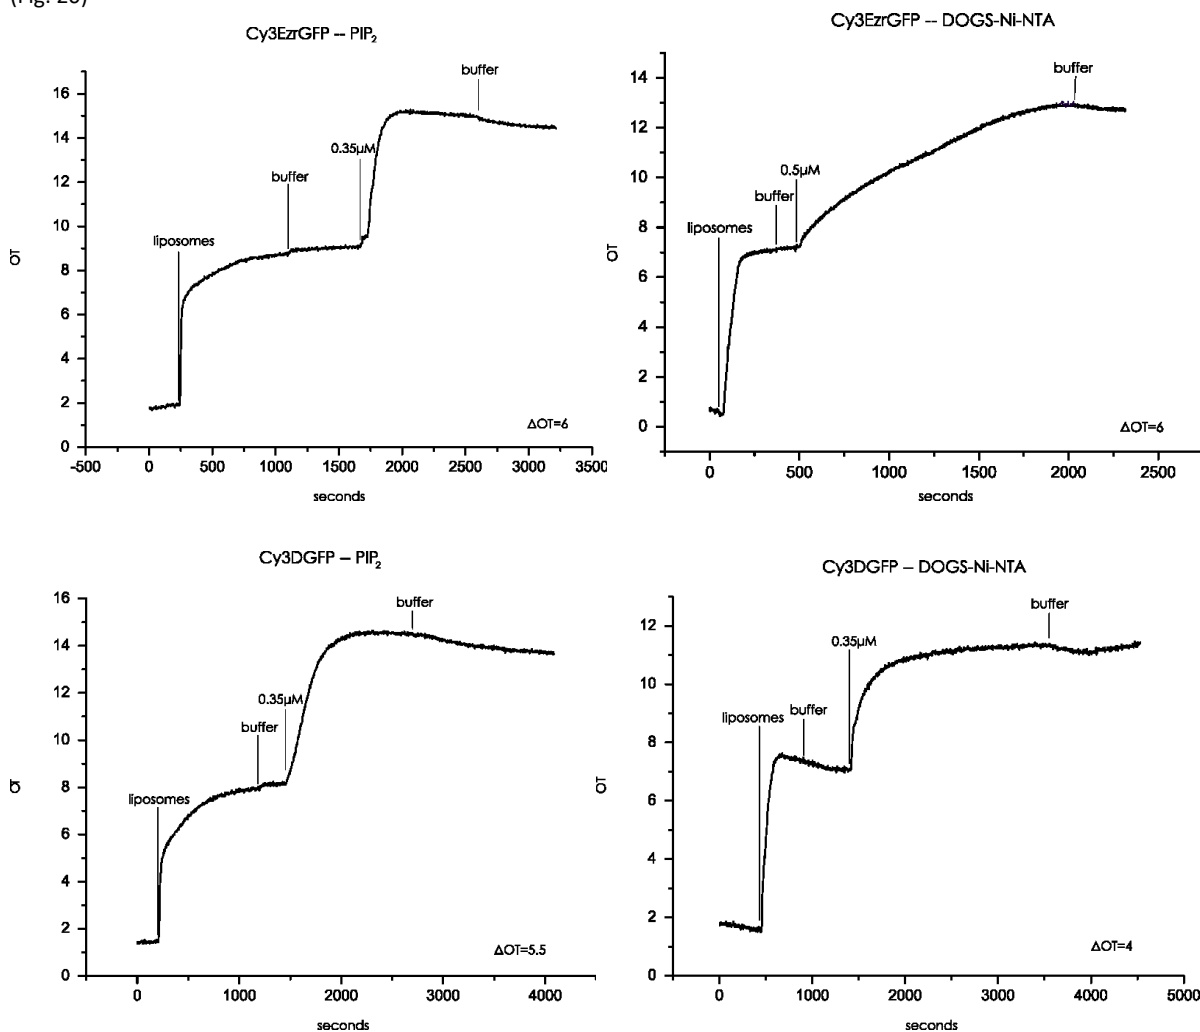 (Fig. 20)
Cy3EzrGFP -- PIP2
buffer
16
14
0.35µM
12
buffer
10
liposomes
OT
8
6
4
2
ΔOT=6
0
-500 0 500 1000 1500 2000 2500 3000 3500
seconds
Cy3EzrGFP -- DOGS-Ni-NTA
buffer
14
12
0.5µM
10
buffer
liposomes
8
OT
6
4
2
0
ΔOT=6
0 500 1000 1500 2000 2500
seconds
Cy3DGFP – PIP2
buffer
16
14
12
0.35µM
buffer
10
OT
8
liposomes
6
4
2
ΔOT=5.5
0
0 1000 2000 3000 4000
seconds
Cy3DGFP – DOGS-Ni-NTA
buffer
12
0.35µM
10
liposomes
buffer
8
OT
6
4
2
ΔOT=4
0
0 1000 2000 3000 4000 5000
seconds